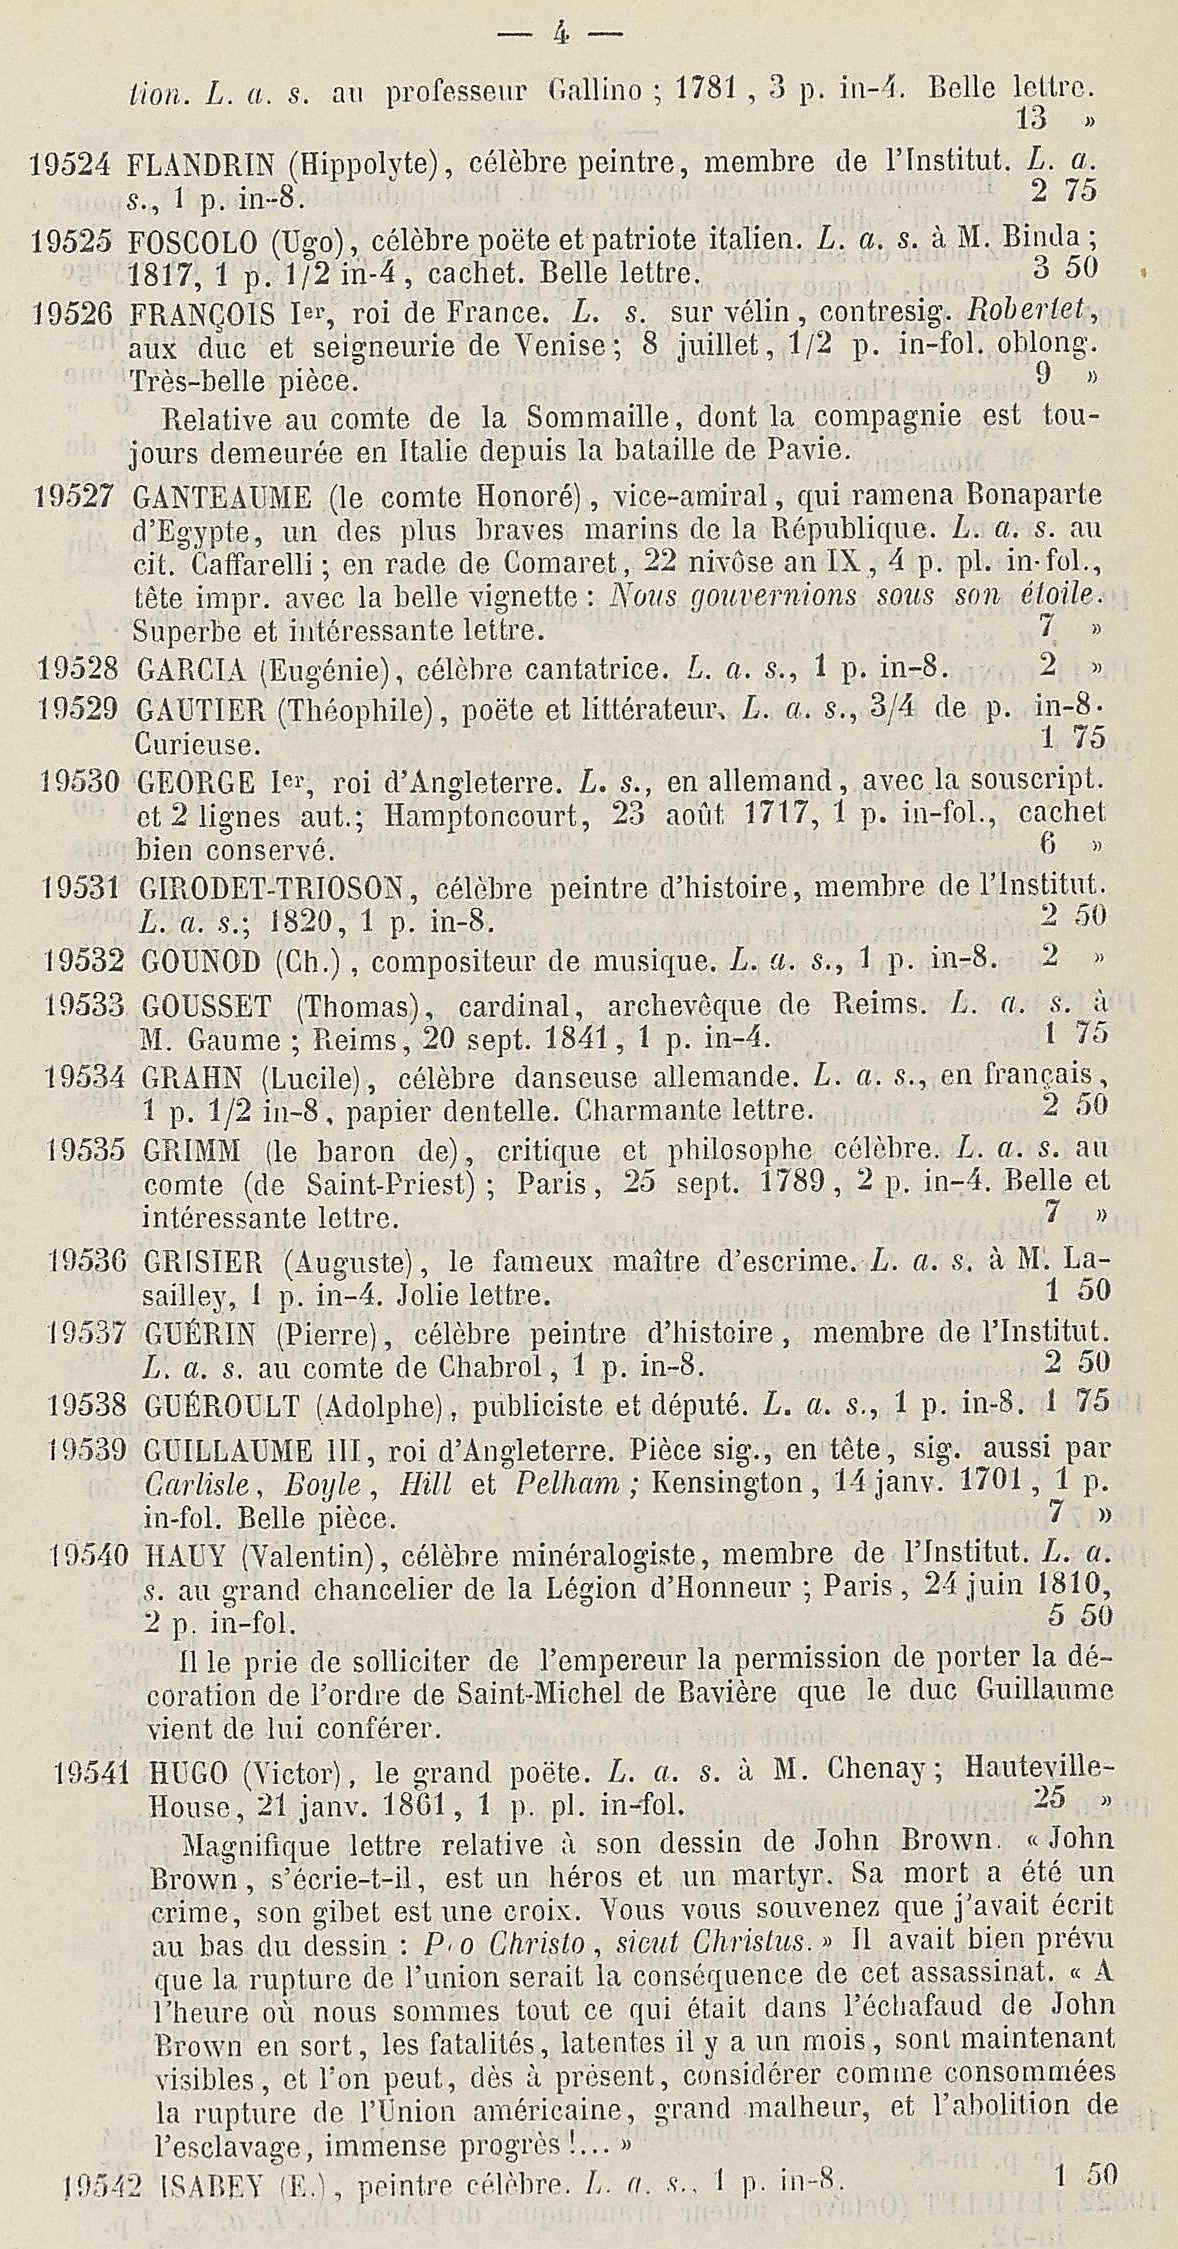 — 4 —
tion. L. a. s. au professeur Gallino ; 1781, 3 p. in-4. Belle lettre.
13 »
19524 FLANDRIN (Hippolyte), célèbre peintre, membre de l'Institut. L. a.
s., 1 p. in-8. 2 75
19525 FOSCOLO (Ugo), célèbre poëte et patriote italien. L. a. s. à M. Binda ;
1817, 1 p. 1/2 in-4, cachet. Belle lettre. 3 50
19526 FRANÇOIS Ier, roi de France. L. s. sur vélin, contresig. Robertet,
aux duc et seigneurie de Venise ; 8 juillet, 1/2 p. in-fol. oblong.
Très-belle pièce. 9 »
Relative au comte de la Sommaille, dont la compagnie est tou-
jours demeurée en Italie depuis la bataille de Pavie.
19527 GANTEAUME (le comte Honoré), vice-amiral, qui ramena Bonaparte
d'Egypte, un des plus braves marins de la République. L. a. s. au
cit. Caffarelli ; en rade de Comaret, 22 nivôse an IX, 4 p. pl. in-fol.,
tête impr. avec la belle vignette : Nous gouvernions sous son étoile.
Superbe et intéressante lettre. 7 »
19528 GARCIA (Eugénie), célèbre cantatrice. L. a. s., 1 p. in-8. 2 »
19529 GAUTIER (Théophile), poëte et littérateur. L. a. s., 3/4 de p. in-8.
Curieuse. 1 75
19530 GEORGE Ier, roi d'Angleterre. L. s., en allemand, avec la souscript.
et 2 lignes aut.; Hamptoncourt, 23 août 1717, 1 p. in-fol., cachet
bien conservé. 6 »
19531 GIRODET-TRIOSON, célèbre peintre d'histoire, membre de l'Institut.
L. a. s.; 1820, 1 p. in-8. 2 50
19532 GOUNOD (Ch.), compositeur de musique. L. a. s., 1 p. in-8. 2 »
19533 GOUSSET (Thomas), cardinal, archevêque de Reims. L. a. s. à
M. Gaume ; Reims, 20 sept. 1841, 1 p. in-4. 1 75
19534 GRAHN (Lucile), célèbre danseuse allemande. L. a. s., en français,
1 p. 1/2 in-8, papier dentelle. Charmante lettre. 2 50
19535 GRIMM (le baron de), critique et philosophe célèbre. L. a. s. au
comte (de Saint-Priest) ; Paris, 25 sept. 1789, 2 p. in-4. Belle et
intéressante lettre. 7 »
19536 GRISIER (Auguste), le fameux maître d'escrime. L. a. s. à M. La-
sailley, 1 p. in-4. Jolie lettre. 1 50
19537 GUÉRIN (Pierre), célèbre peintre d'histoire, membre de l'Institut.
L. a. s. au comte de Chabrol, 1 p. in-8. 2 50
19538 GUÉROULT (Adolphe), publiciste et député. L. a. s., 1 p. in-8. 1 75
19539 GUILLAUME III, roi d'Angleterre. Pièce sig., en tête, sig. aussi par
Carlisle, Boyle, Hill et Pelham ; Kensington, 14 janv. 1701, 1 p.
in-fol. Belle pièce. 7 »
19540 HAUY (Valentin), célèbre minéralogiste, membre de l'Institut. L. a.
s. au grand chancelier de la Légion d'Honneur ; Paris, 24 juin 1810,
2 p. in-fol. 5 50
Il le prie de solliciter de l'empereur la permission de porter la dé-
coration de l'ordre de Saint-Michel de Bavière que le duc Guillaume
vient de lui conférer.
19541 HUGO (Victor), le grand poëte. L. a. s. à M. Chenay ; Hauteville-
House, 21 janv. 1861, 1 p. pl. in-fol. 25 »
Magnifique lettre relative à son dessin de John Brown. « John
Brown, s'écrie-t-il, est un héros et un martyr. Sa mort a été un
crime, son gibet est une croix. Vous vous souvenez que j'avait écrit
au bas du dessin : Pro Christo, sicut Christus. » Il avait bien prévu
que la rupture de l'union serait la conséquence de cet assassinat. « A
l'heure où nous sommes tout ce qui était dans l'échafaud de John
Brown en sort, les fatalités, latentes il y a un mois, sont maintenant
visibles, et l'on peut, dès à présent, considérer comme consommées
la rupture de l'Union américaine, grand malheur, et l'abolition de
l'esclavage, immense progrès !... »
19542 ISABEY (E.), peintre célèbre. L. a. s., 1 p. in-8. 1 50